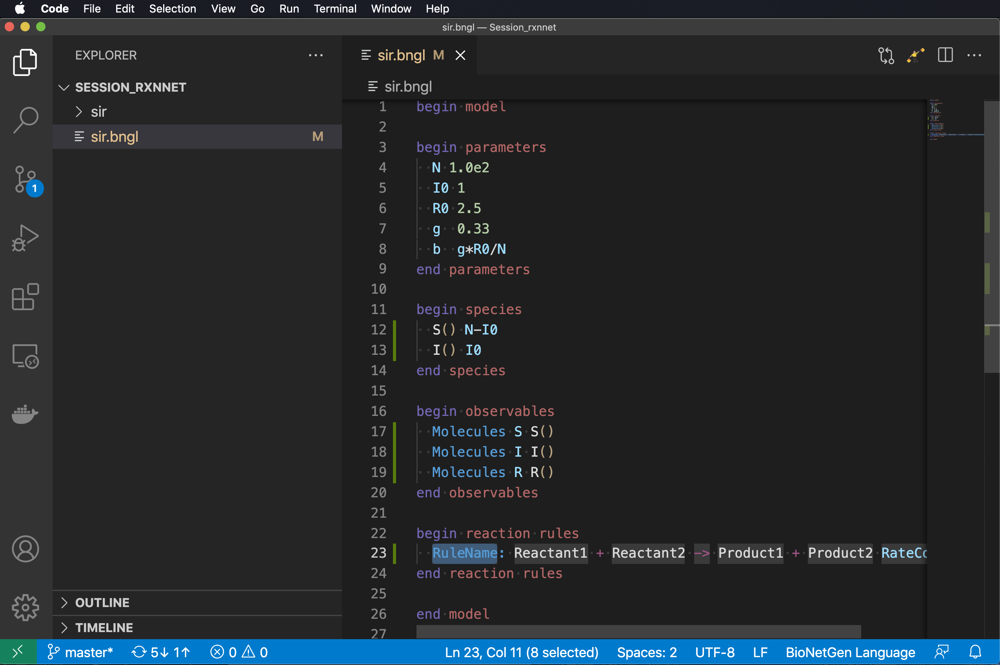 Code File Edit Selection View Go Run Terminal Window Help
sir.bngl — Session_rxnnet
EXPLORER
SESSION_RXNNET
sir
sir.bngl M
1
OUTLINE
TIMELINE
sir.bngl M
sir.bngl
1 begin model
2
3 begin parameters
4 N 1.0e2
5 I0 1
6 R0 2.5
7 g 0.33
8 b g*R0/N
9 end parameters
10
11 begin species
12 S() N-I0
13 I() I0
14 end species
15
16 begin observables
17 Molecules S S()
18 Molecules I I()
19 Molecules R R()
20 end observables
21
22 begin reaction rules
23 RuleName: Reactant1 + Reactant2 -> Product1 + Product2 RateCo
24 end reaction rules
25
26 end model
27
master* 5↓ 1↑ 0 0 Ln 23, Col 11 (8 selected) Spaces: 2 UTF-8 LF BioNetGen Language